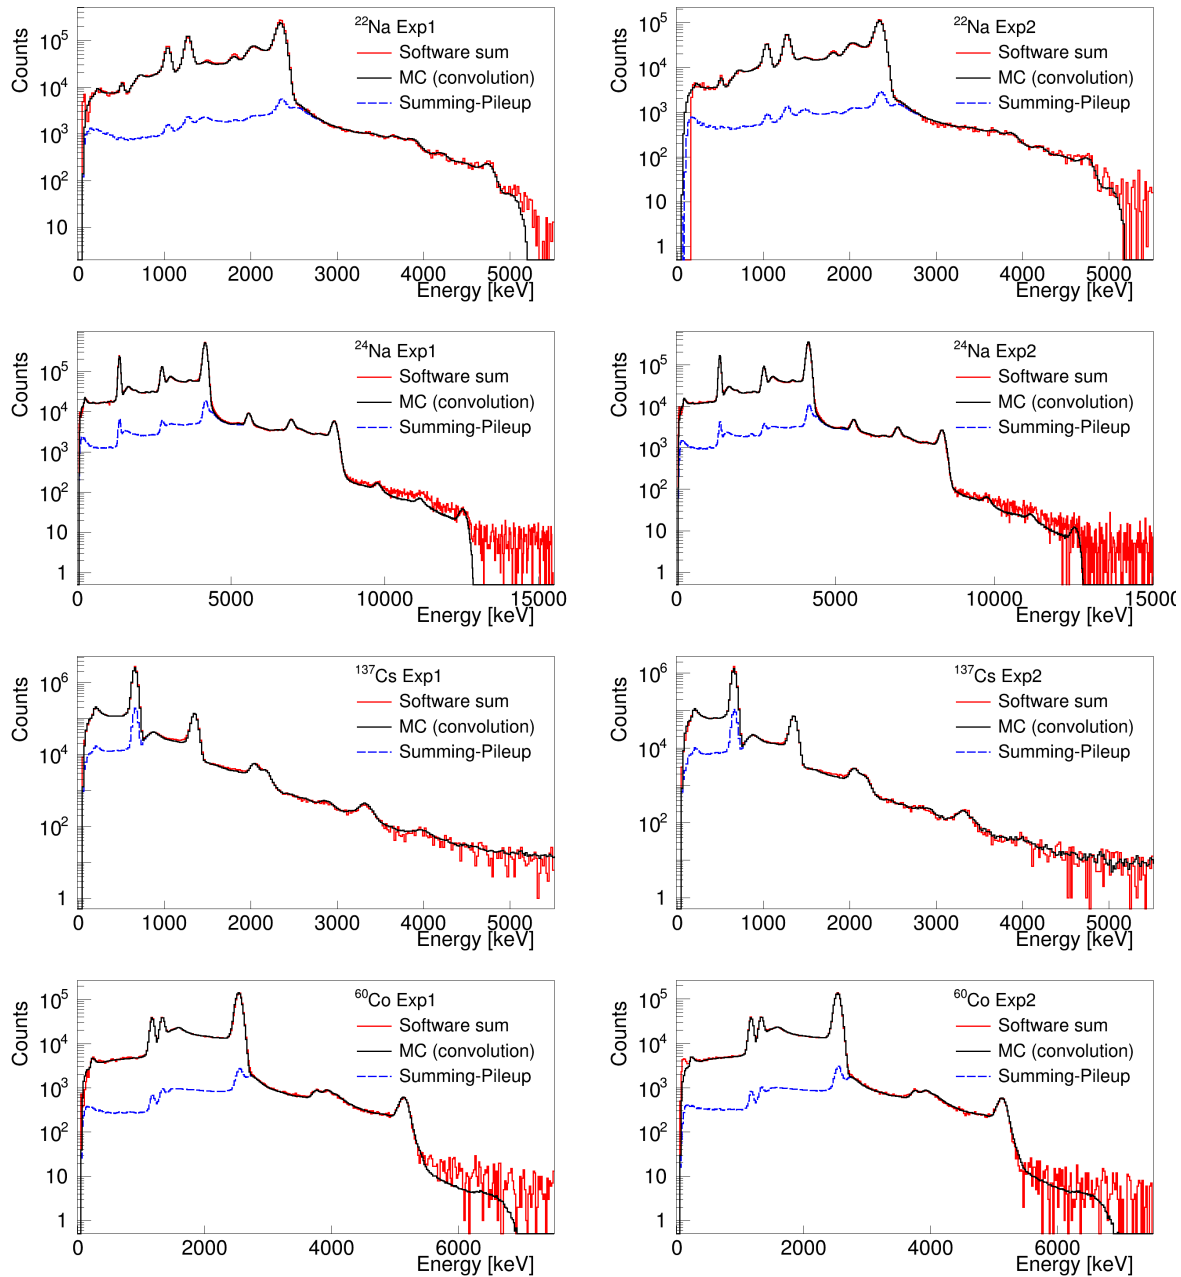 ²²Na Exp1
Software sum
MC (convolution)
Summing-Pileup
Counts
10⁵
10⁴
10³
10²
10
0 1000 2000 3000 4000 5000
Energy [keV]
²²Na Exp2
Software sum
MC (convolution)
Summing-Pileup
Counts
10⁵
10⁴
10³
10²
10
1
0 1000 2000 3000 4000 5000
Energy [keV]
²⁴Na Exp1
Software sum
MC (convolution)
Summing-Pileup
Counts
10⁵
10⁴
10³
10²
10
1
0 5000 10000 15000
Energy [keV]
²⁴Na Exp2
Software sum
MC (convolution)
Summing-Pileup
Counts
10⁵
10⁴
10³
10²
10
1
0 5000 10000 15000
Energy [keV]
¹³⁷Cs Exp1
Software sum
MC (convolution)
Summing-Pileup
Counts
10⁶
10⁴
10²
1
0 1000 2000 3000 4000 5000
Energy [keV]
¹³⁷Cs Exp2
Software sum
MC (convolution)
Summing-Pileup
Counts
10⁶
10⁴
10²
1
0 1000 2000 3000 4000 5000
Energy [keV]
⁶⁰Co Exp1
Software sum
MC (convolution)
Summing-Pileup
Counts
10⁵
10⁴
10³
10²
10
1
0 2000 4000 6000
Energy [keV]
⁶⁰Co Exp2
Software sum
MC (convolution)
Summing-Pileup
Counts
10⁵
10⁴
10³
10²
10
1
0 2000 4000 6000
Energy [keV]